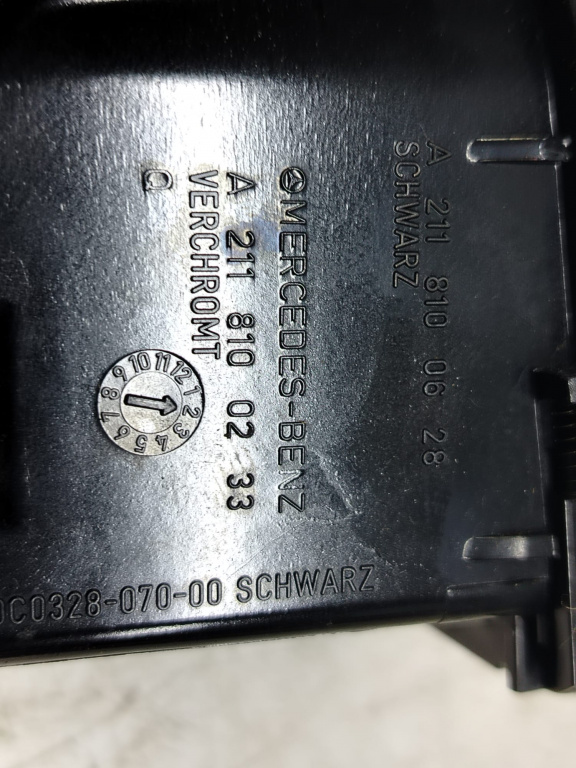 A 211 810 06 28
SCHWARZ
MERCEDES-BENZ
A 211 810 02 33
VERCHROMT
Q
1 2 3 4 5 6 7 8 9 10 11 12
C0328-070-00 SCHWARZ